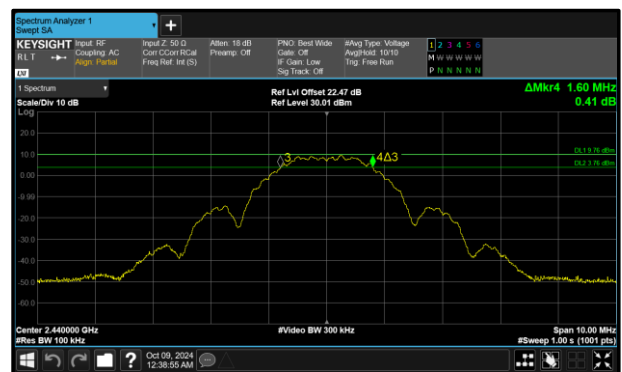 Spectrum Analyzer 1
Swept SA
+
KEYSIGHT Input: RF Input Z: 50 Ω Atten: 18 dB PNO: Best Wide #Avg Type: Voltage 1 2 3 4 5 6
RLT Coupling: AC Corr CCorr RCal Preamp: Off Gate: Off Avg|Hold: 10/10 M W W W W W
Align: Partial Freq Ref: Int (S) IF Gain: Low Trig: Free Run
Sig Track: Off P N N N N N
LXI
1 Spectrum Ref Lvl Offset 22.47 dB ΔMkr4 1.60 MHz
Scale/Div 10 dB Ref Level 30.01 dBm 0.41 dB
Log
20.0
10.0 3 4Δ3 DL1 9.76 dBm
DL2 3.76 dBm
0.00
-9.99
-20.0
-30.0
-40.0
-50.0
-60.0
Center 2.440000 GHz #Video BW 300 kHz Span 10.00 MHz
#Res BW 100 kHz #Sweep 1.00 s (1001 pts)
? Oct 09, 2024
12:38:55 AM